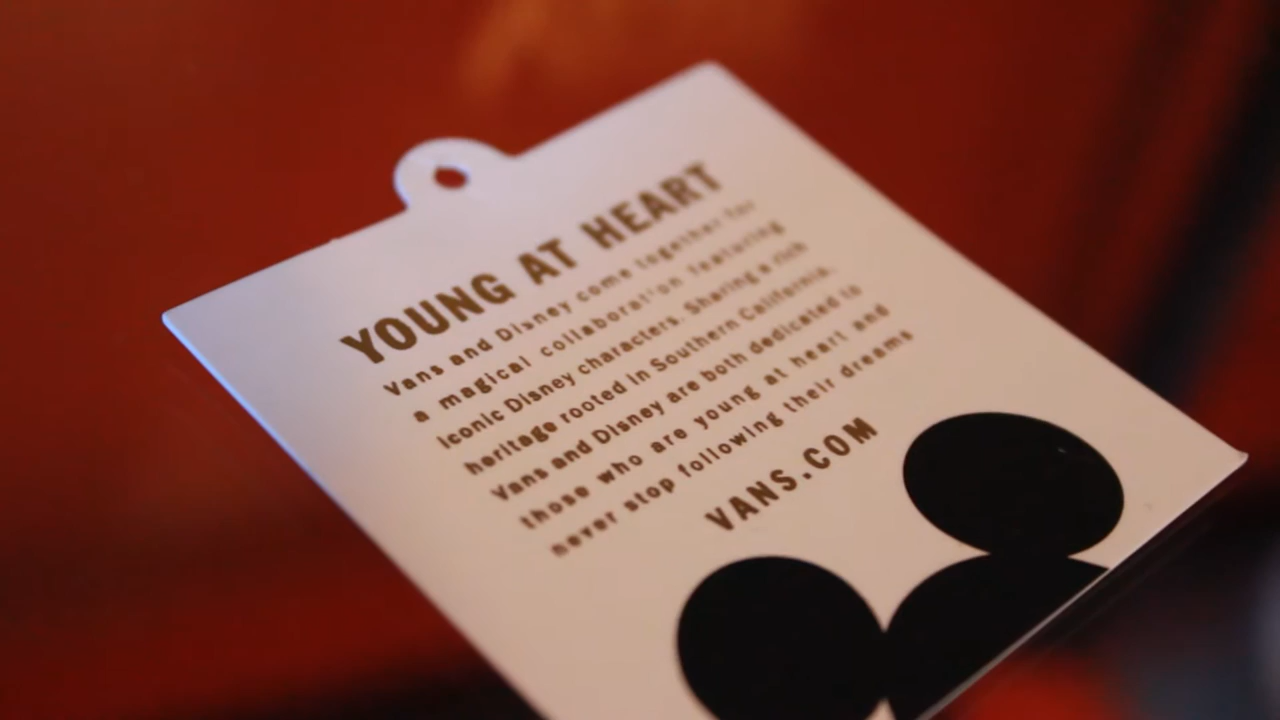 YOUNG AT HEART
Vans and Disney come together for
a magical collaboration featuring
iconic Disney characters. Sharing a rich
heritage rooted in Southern California,
Vans and Disney are both dedicated to
those who are young at heart and
never stop following their dreams
VANS.COM